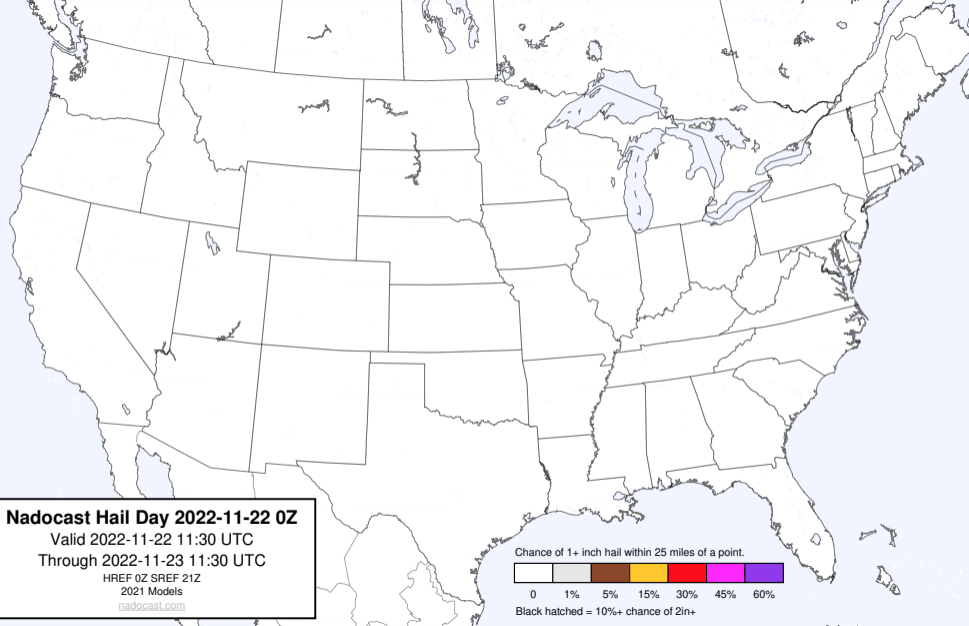 Nadocast Hail Day 2022-11-22 0Z
Valid 2022-11-22 11:30 UTC
Through 2022-11-23 11:30 UTC
HREF 0Z SREF 21Z
2021 Models
nadocast.com
Chance of 1+ inch hail within 25 miles of a point.
0 1% 5% 15% 30% 45% 60%
Black hatched = 10%+ chance of 2in+